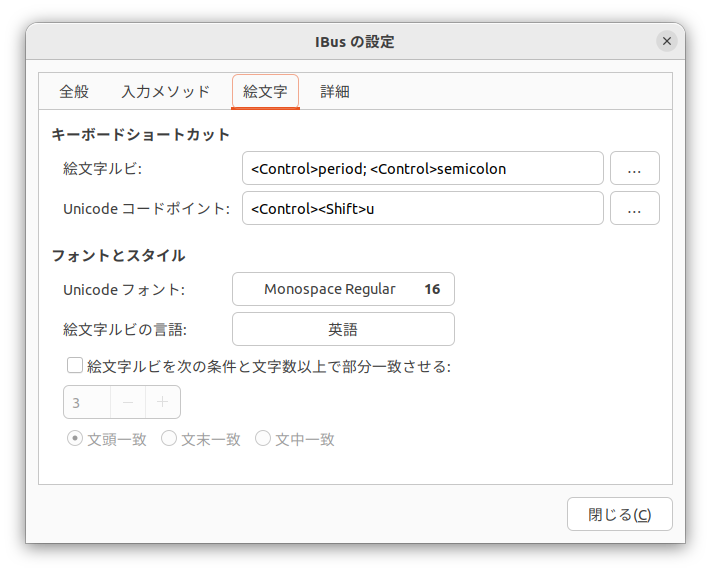 IBus の設定
全般 入力メソッド 絵文字 詳細
キーボードショートカット
絵文字ルビ: <Control>period; <Control>semicolon ...
Unicode コードポイント: <Control><Shift>u ...
フォントとスタイル
Unicode フォント: Monospace Regular 16
絵文字ルビの言語: 英語
絵文字ルビを次の条件と文字数以上で部分一致させる:
3
文頭一致 文末一致 文中一致
閉じる(C)